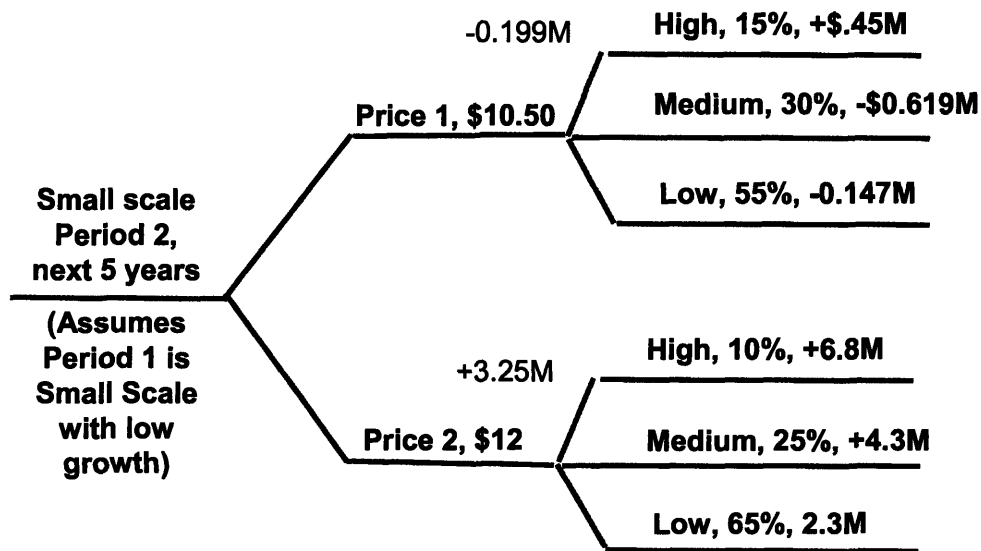 -0.199M
High, 15%, +$.45M
Price 1, $10.50
Medium, 30%, -$0.619M
Low, 55%, -0.147M
Small scale
Period 2,
next 5 years
(Assumes
Period 1 is
Small Scale
with low
growth)
+3.25M
High, 10%, +6.8M
Price 2, $12
Medium, 25%, +4.3M
Low, 65%, 2.3M